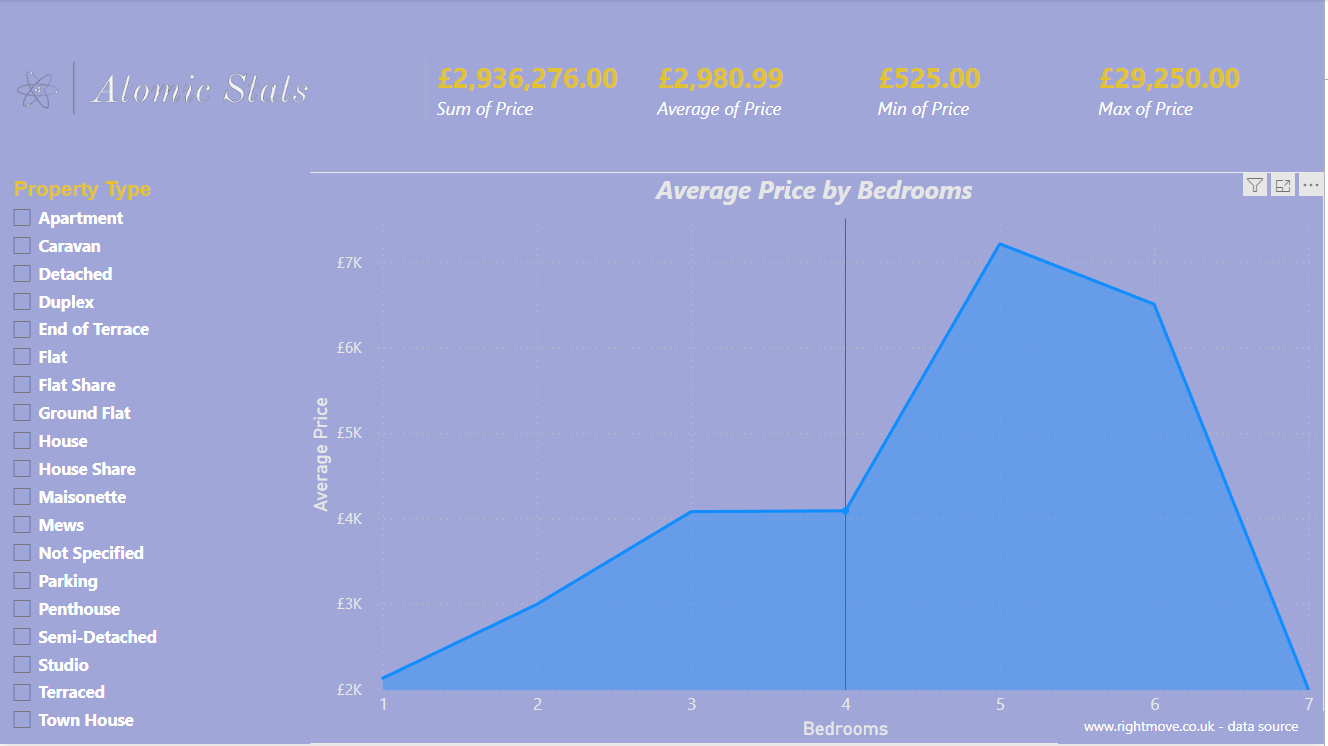 Atomic Stats
£2,936,276.00
Sum of Price
£2,980.99
Average of Price
£525.00
Min of Price
£29,250.00
Max of Price
Property Type
Apartment
Caravan
Detached
Duplex
End of Terrace
Flat
Flat Share
Ground Flat
House
House Share
Maisonette
Mews
Not Specified
Parking
Penthouse
Semi-Detached
Studio
Terraced
Town House
Average Price by Bedrooms
Average Price
£7K
£6K
£5K
£4K
£3K
£2K
1 2 3 4 5 6 7
Bedrooms
www.rightmove.co.uk - data source